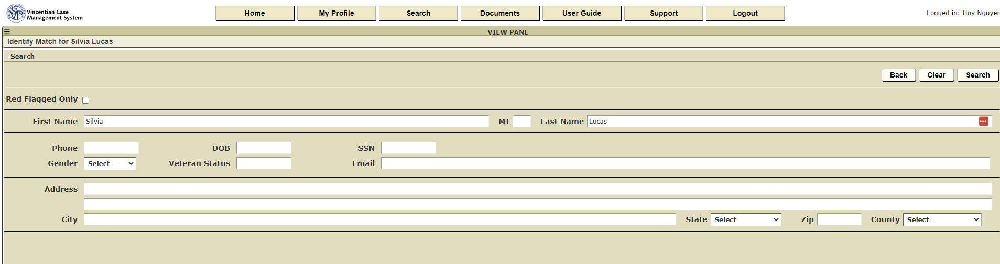 SVdP
Vincentian Case
Management System
Home My Profile Search Documents User Guide Support Logout
Logged in: Huy Nguyen
VIEW PANE
Identify Match for Silvia Lucas
Search
Back Clear Search
Red Flagged Only
First Name Silvia MI Last Name Lucas
Phone DOB SSN
Gender Select Veteran Status Email
Address
City State Select Zip County Select